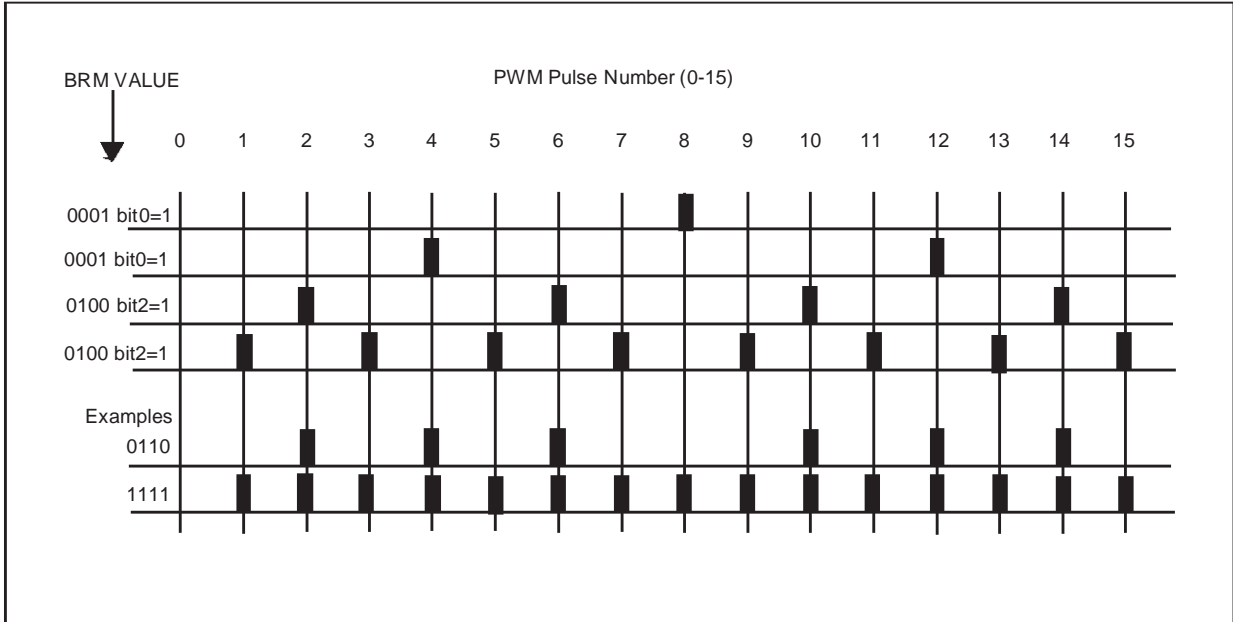 BRM VALUE
PWM Pulse Number (0-15)
0 1 2 3 4 5 6 7 8 9 10 11 12 13 14 15
0001 bit0=1
0001 bit0=1
0100 bit2=1
0100 bit2=1
Examples
0110
1111